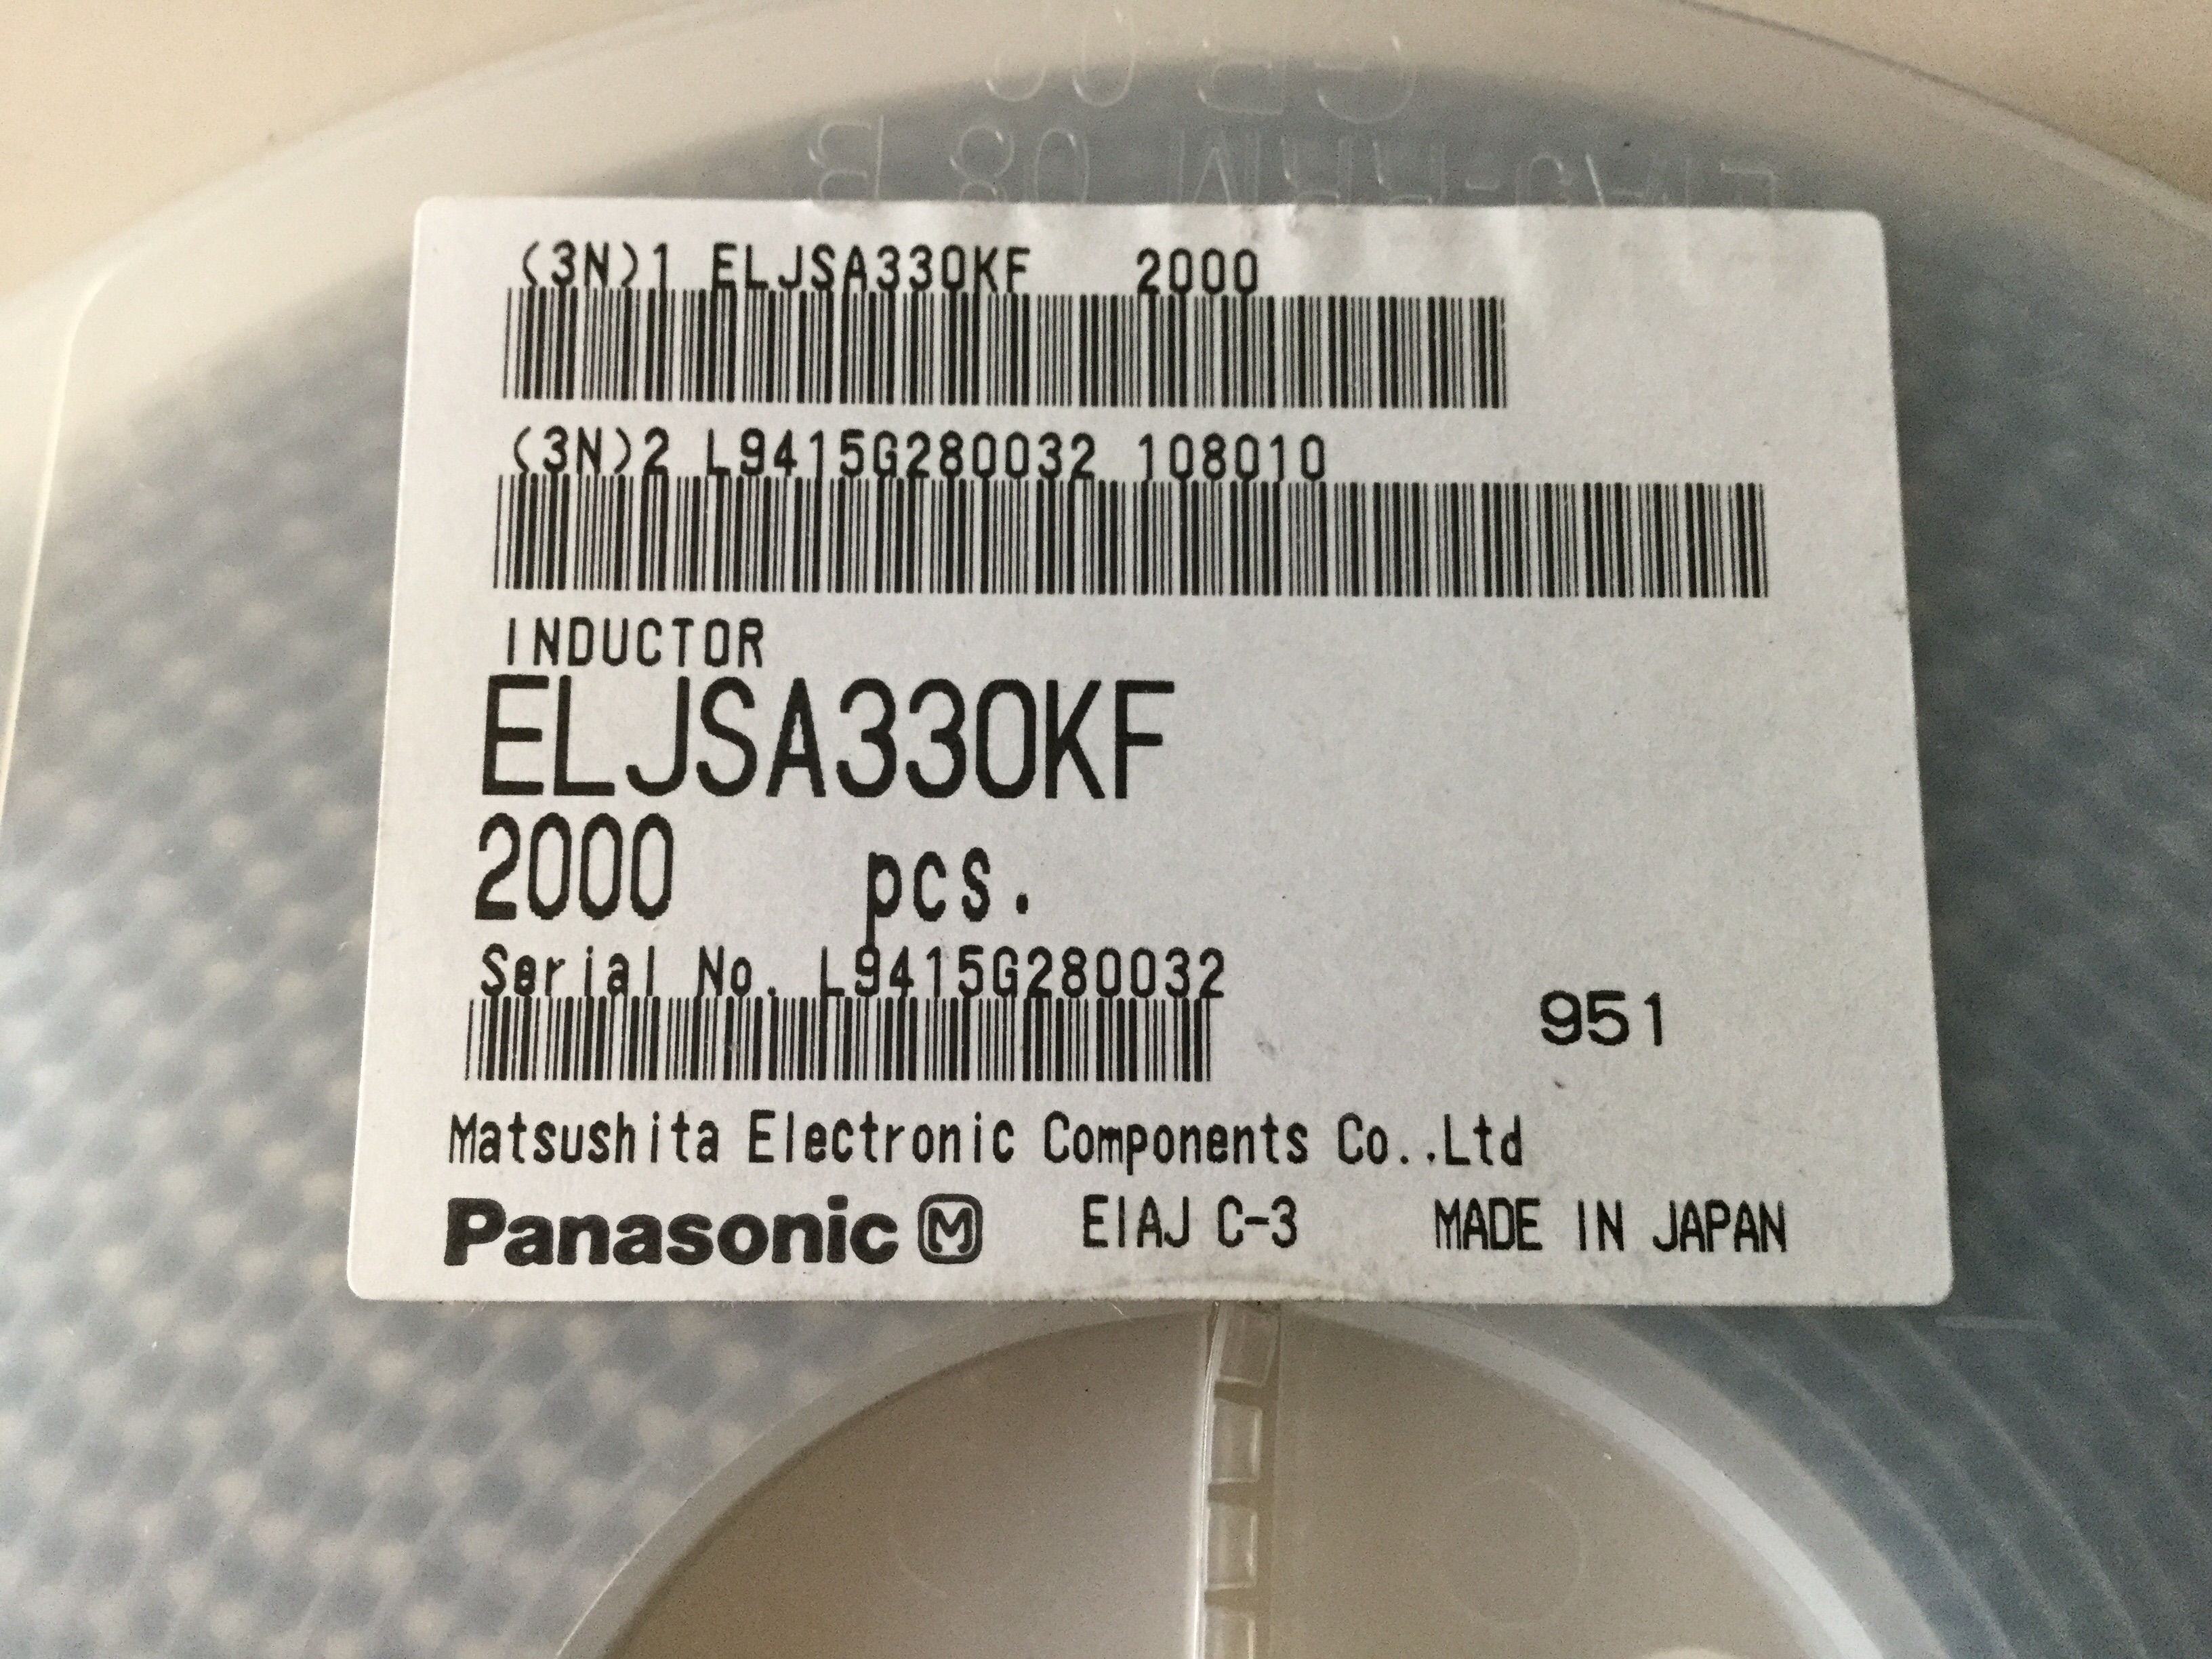 (3N)1 ELJSA330KF 2000
(3N)2 L9415G280032 108010
INDUCTOR
ELJSA330KF
2000 pcs.
Serial No. L9415G280032
951
Matsushita Electronic Components Co.,Ltd
Panasonic M EIAJ C-3 MADE IN JAPAN